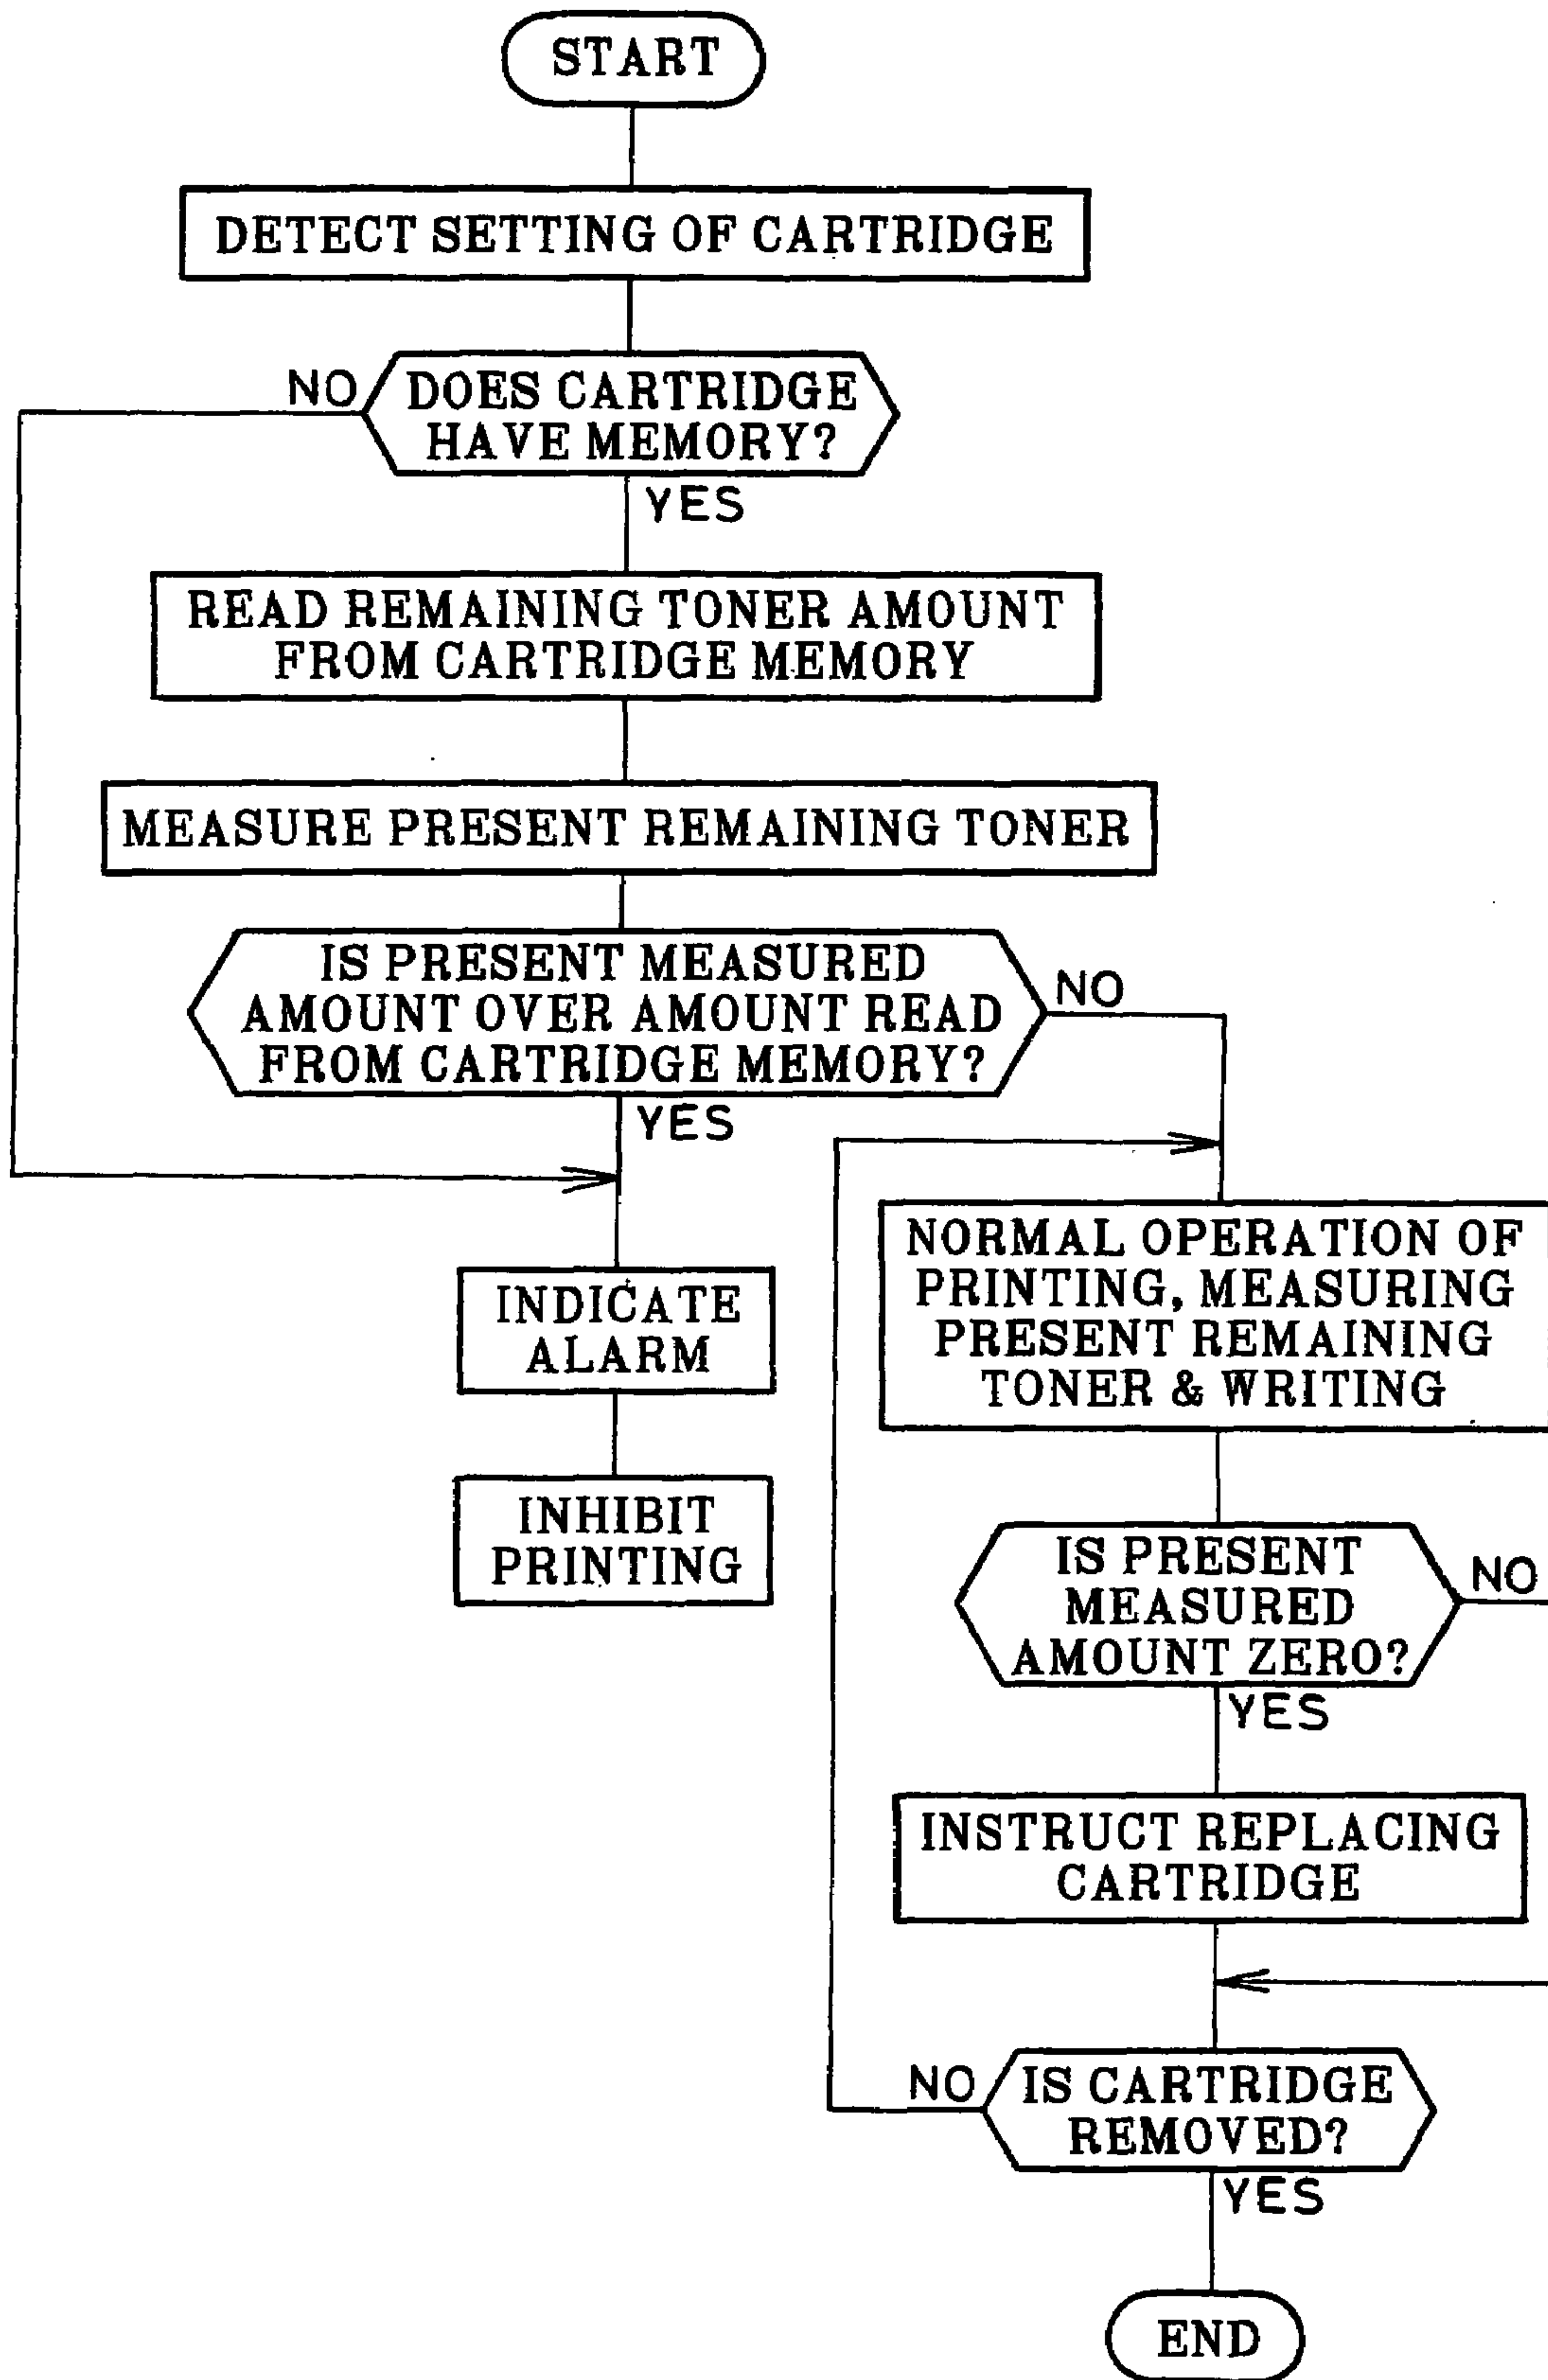 START
DETECT SETTING OF CARTRIDGE
NO
DOES CARTRIDGE
HAVE MEMORY?
YES
READ REMAINING TONER AMOUNT
FROM CARTRIDGE MEMORY
MEASURE PRESENT REMAINING TONER
IS PRESENT MEASURED
AMOUNT OVER AMOUNT READ
FROM CARTRIDGE MEMORY?
NO
YES
INDICATE
ALARM
INHIBIT
PRINTING
NORMAL OPERATION OF
PRINTING, MEASURING
PRESENT REMAINING
TONER & WRITING
IS PRESENT
MEASURED
AMOUNT ZERO?
NO
YES
INSTRUCT REPLACING
CARTRIDGE
NO
IS CARTRIDGE
REMOVED?
YES
END